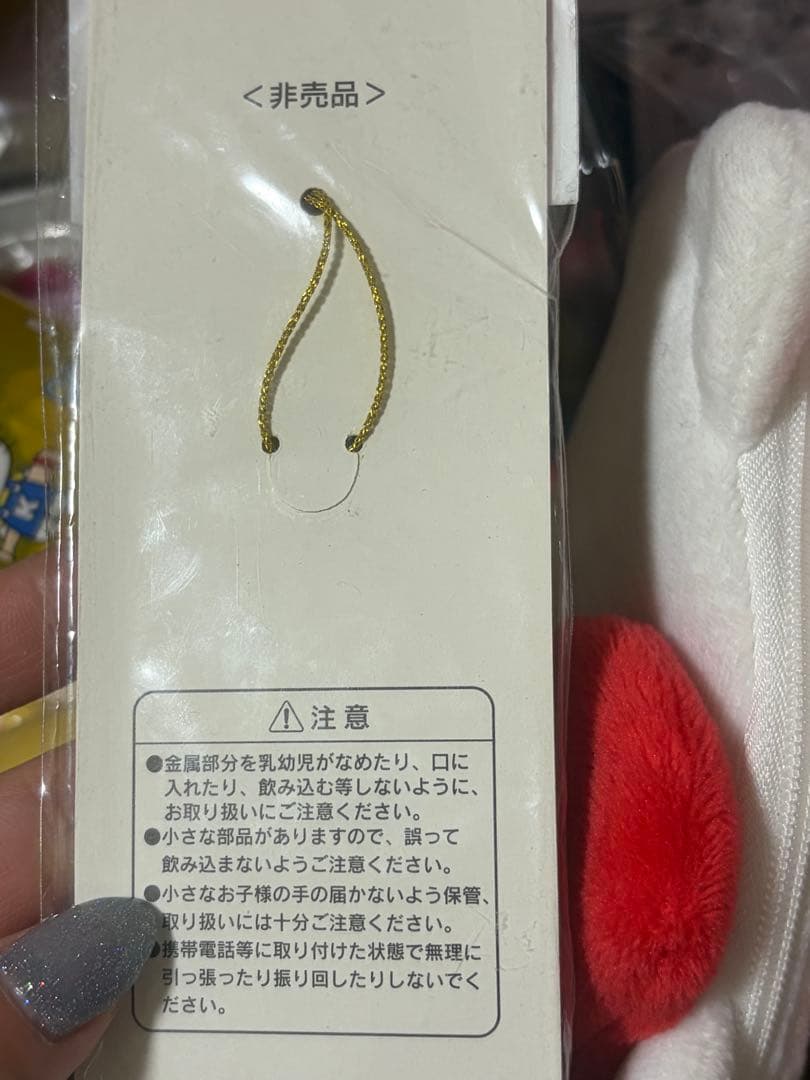 ＜非売品＞
⚠注意
●金属部分を乳幼児がなめたり、口に
入れたり、飲み込む等しないように、
お取り扱いにご注意ください。
●小さな部品がありますので、誤って
飲み込まないようご注意ください。
●小さなお子様の手の届かないよう保管、
取り扱いには十分ご注意ください。
●携帯電話等に取り付けた状態で無理に
引っ張ったり振り回したりしないでく
ださい。
K